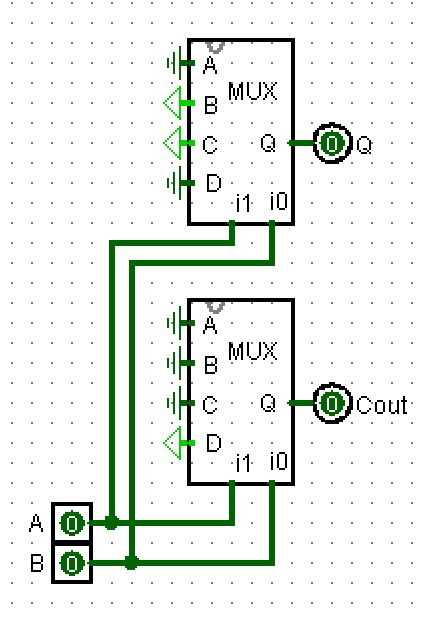 A
B MUX
C Q 0 Q
D
i1 i0
A
B MUX
C Q 0 Cout
D
i1 i0
A 0
B 0